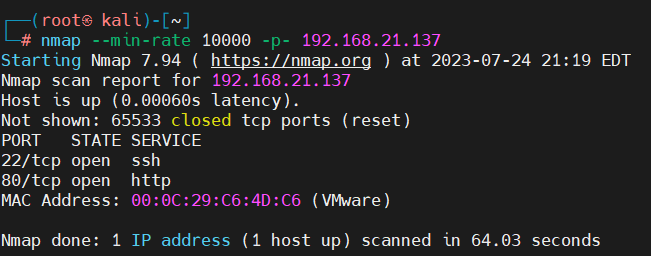 ┌──(root㉿ kali)-[~]
└─# nmap --min-rate 10000 -p- 192.168.21.137
Starting Nmap 7.94 ( https://nmap.org ) at 2023-07-24 21:19 EDT
Nmap scan report for 192.168.21.137
Host is up (0.00060s latency).
Not shown: 65533 closed tcp ports (reset)
PORT   STATE SERVICE
22/tcp open  ssh
80/tcp open  http
MAC Address: 00:0C:29:C6:4D:C6 (VMware)
Nmap done: 1 IP address (1 host up) scanned in 64.03 seconds